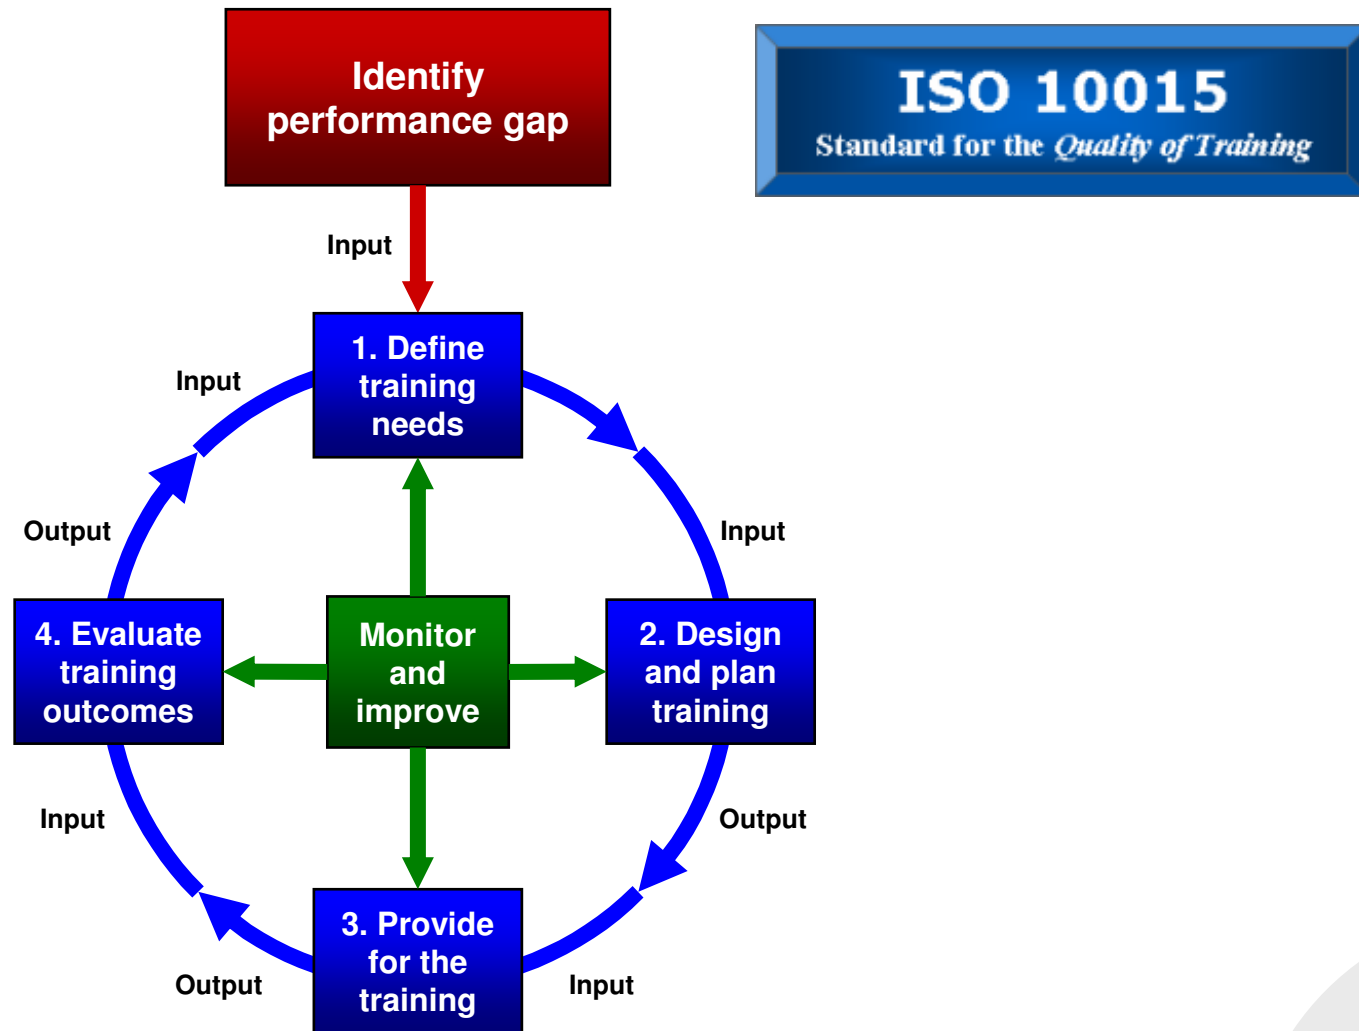 Identify
performance gap
ISO 10015
Standard for the Quality of Training
Input
1. Define
training
needs
Input
Output
Input
4. Evaluate
training
outcomes
Monitor
and
improve
2. Design
and plan
training
Input
Output
3. Provide
for the
training
Output
Input